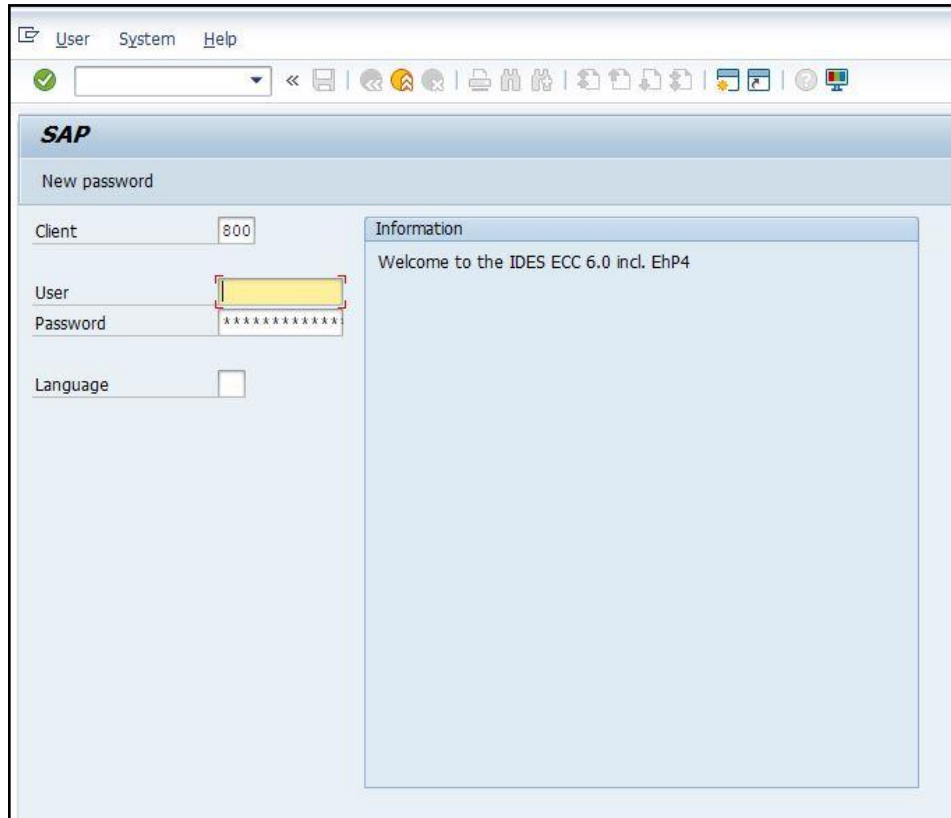 User System Help
SAP
New password
Client 800
Information
Welcome to the IDES ECC 6.0 incl. EhP4
User
Password ************
Language